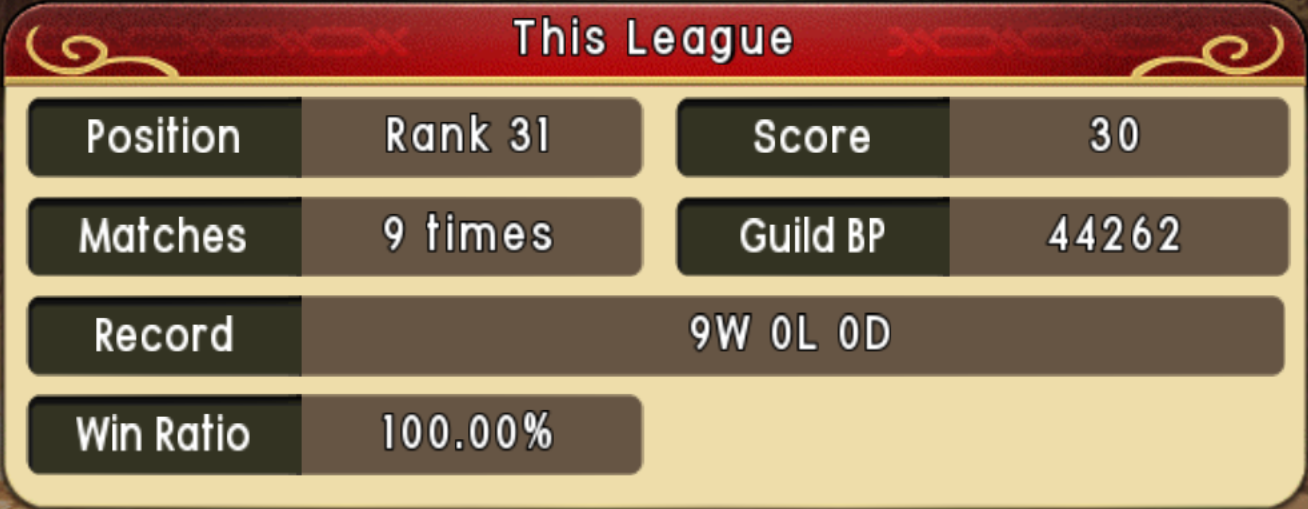 This League
Position Rank 31 Score 30
Matches 9 times Guild BP 44262
Record 9W 0L 0D
Win Ratio 100.00%